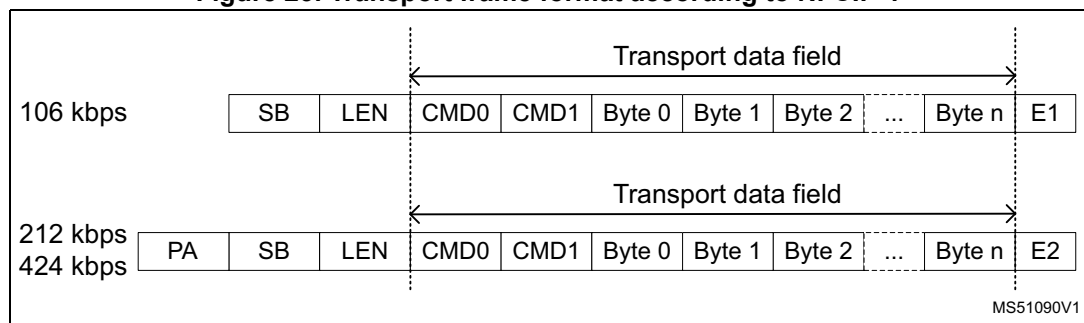 Figure Transport frame format according to NFCIP-1
Transport data field
106 kbps SB LEN CMD0 CMD1 Byte 0 Byte 1 Byte 2 ... Byte n E1
Transport data field
212 kbps
424 kbps
PA SB LEN CMD0 CMD1 Byte 0 Byte 1 Byte 2 ... Byte n E2
MS51090V1